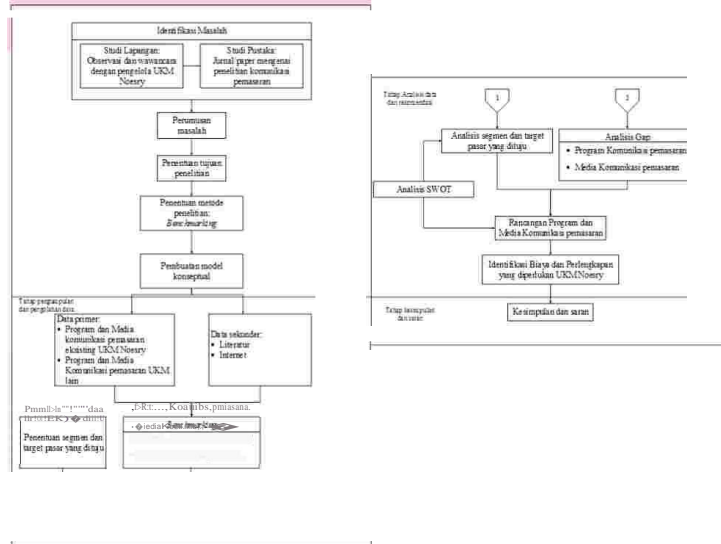 Identifikasi Masalah
Studi Lapangan:
Observasi dan wawancara
dengan pengelola UKM
Noesry
Studi Pustaka:
Jurnal/paper mengenai
penelitian komunikasi
pemasaran
Perumusan
masalah
Penentuan tujuan
penelitian
Penentuan metode
penelitian:
Benchmarking
Pembuatan model
konseptual
Tahap pengumpulan
dan pengolahan data
Data primer:
• Program dan Media
komunikasi pemasaran
eksisting UKM Noesry
• Program dan Media
Komunikasi pemasaran UKM
lain
Data sekunder:
• Literatur
• Internet
Penentuan segmen dan
target pasar yang dituju
Tahap Analisis data
dan
1
2
Analisis segmen dan target
pasar yang dituju
Analisis Gap
• Program Komunikasi pemasaran
• Media Komunikasi pemasaran
Analisis SWOT
Rancangan Program dan
Media Komunikasi pemasaran
Identifikasi Biaya dan Perlengkapan
yang diperlukan UKM Noesry
Tahap kesimpulan
dan saran
Kesimpulan dan saran